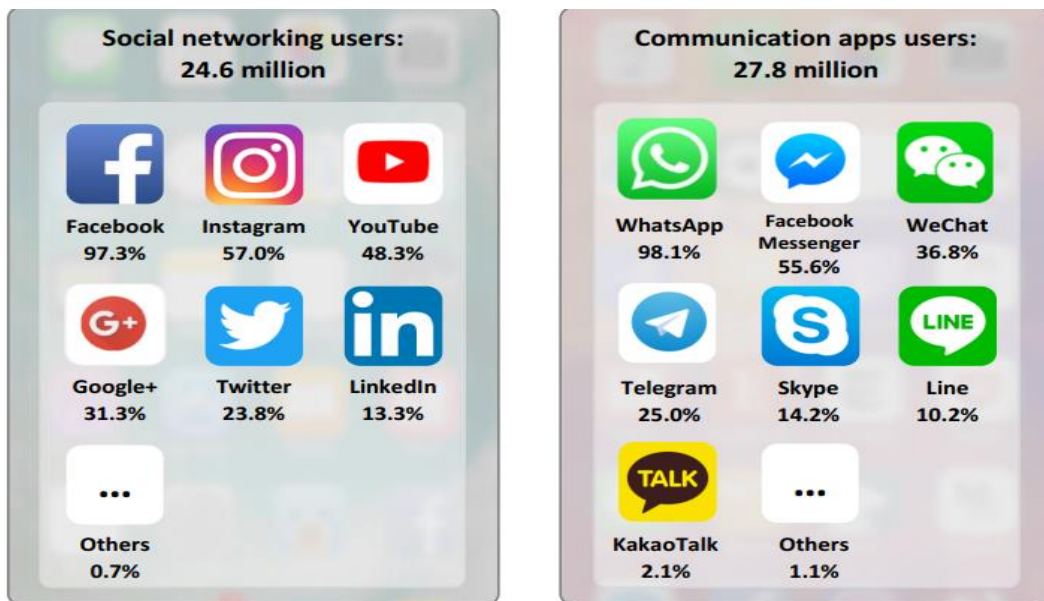 Social networking users:
24.6 million
Facebook
97.3%
Instagram
57.0%
YouTube
48.3%
G+
Google+
31.3%
Twitter
23.8%
in
LinkedIn
13.3%
...
Others
0.7%
Communication apps users:
27.8 million
WhatsApp
98.1%
Facebook
Messenger
55.6%
WeChat
36.8%
Telegram
25.0%
S
Skype
14.2%
LINE
Line
10.2%
TALK
KakaoTalk
2.1%
...
Others
1.1%